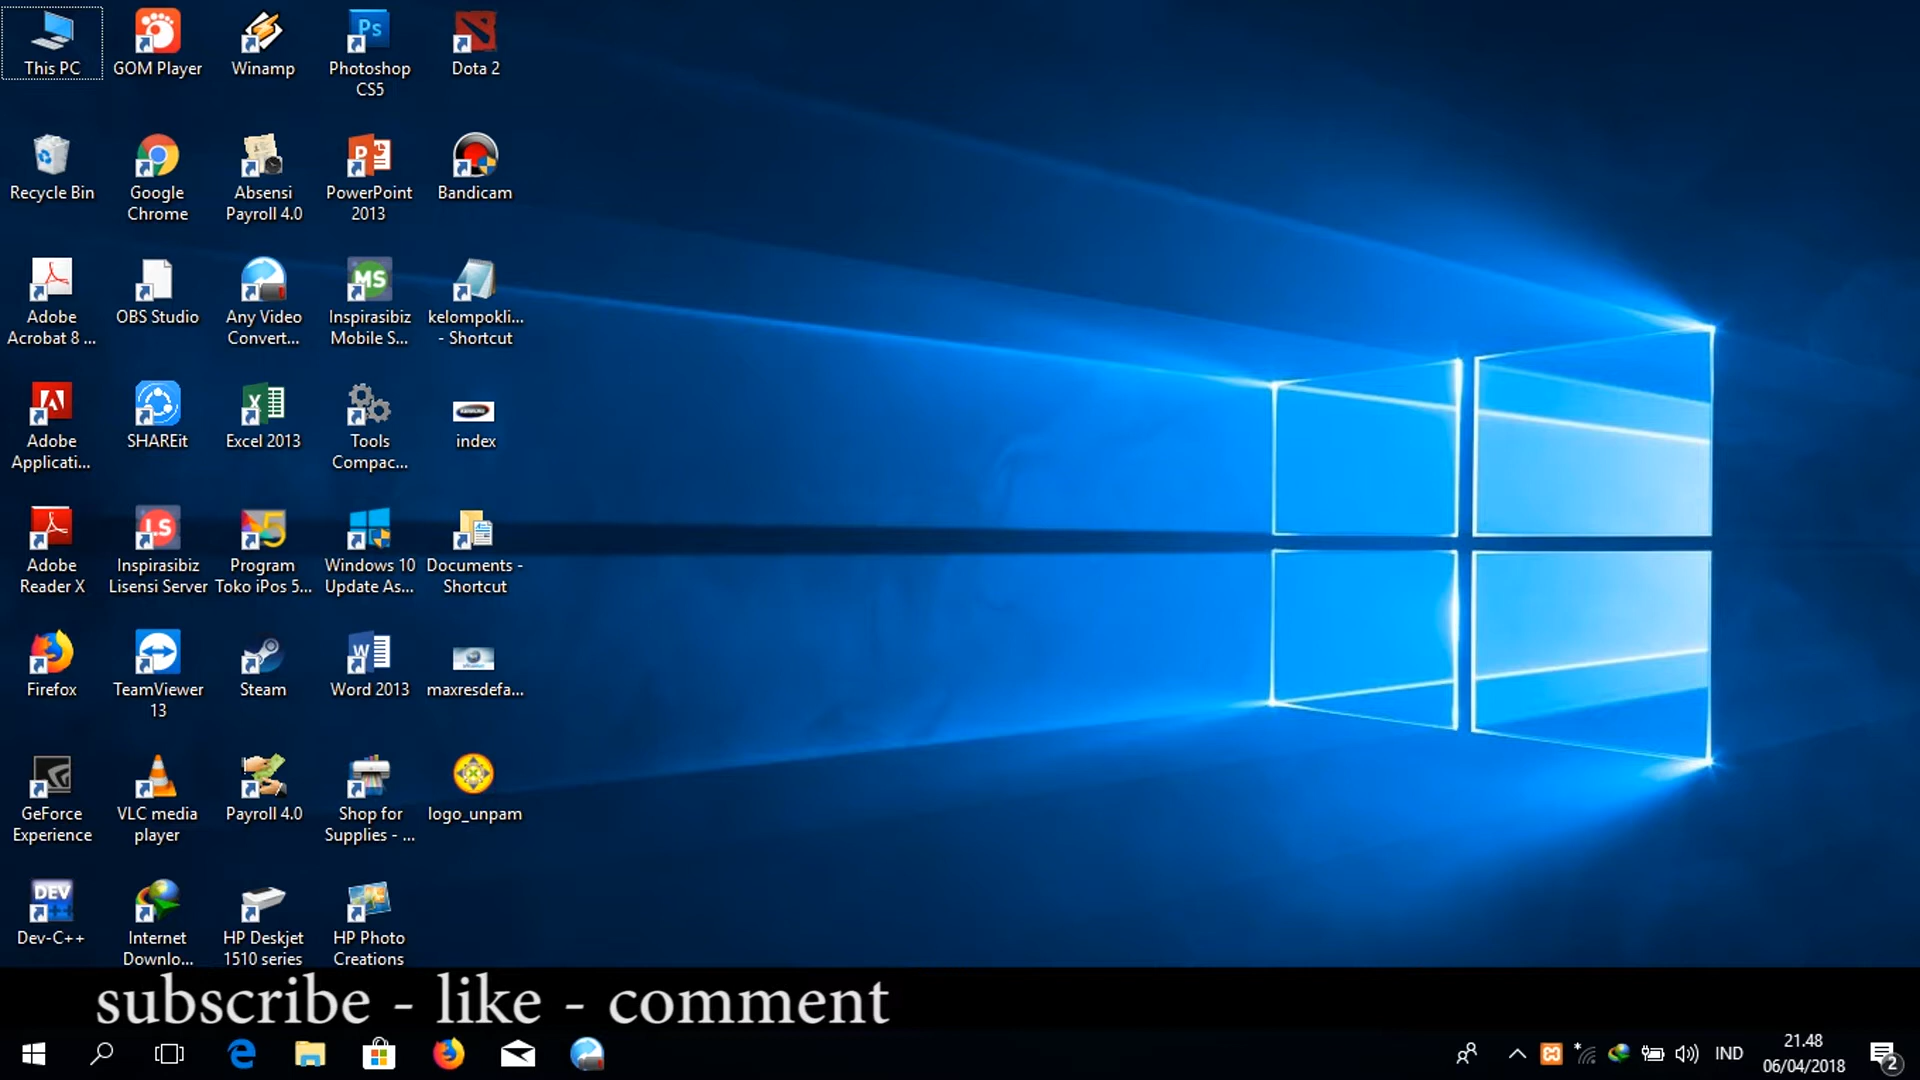 This PC
GOM Player
Winamp
Photoshop
CS5
Dota 2
Recycle Bin
Google
Chrome
Absensi
Payroll 4.0
PowerPoint
2013
Bandicam
Adobe
Acrobat 8 ...
OBS Studio
Any Video
Convert...
Inspirasibiz
Mobile S...
kelompokli...
- Shortcut
Adobe
Applicati...
SHAREit
Excel 2013
Tools
Compac...
index
Adobe
Reader X
Inspirasibiz
Lisensi Server
Program
Toko iPos 5...
Windows 10
Update As...
Documents -
Shortcut
Firefox
TeamViewer
13
Steam
Word 2013
maxresdefa...
GeForce
Experience
VLC media
player
Payroll 4.0
Shop for
Supplies - ...
logo_unpam
DEV
Dev-C++
Internet
Downlo...
HP Deskjet
1510 series
HP Photo
Creations
subscribe - like - comment
IND
21.48
06/04/2018
2